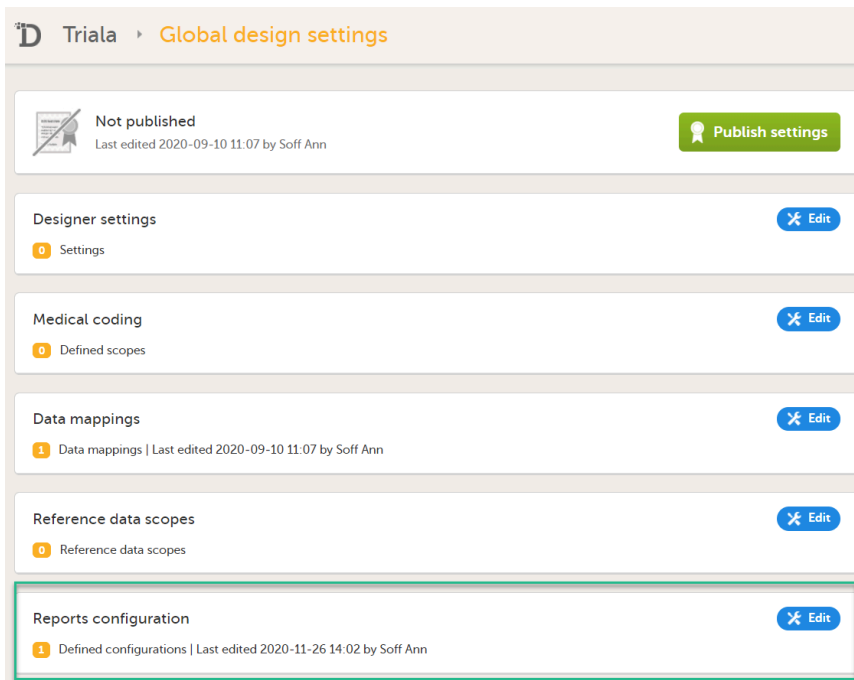 D Triala ▸ Global design settings
Not published
Last edited 2020-09-10 11:07 by Soff Ann
Publish settings
Designer settings
Edit
0 Settings
Medical coding
Edit
0 Defined scopes
Data mappings
Edit
1 Data mappings | Last edited 2020-09-10 11:07 by Soff Ann
Reference data scopes
Edit
0 Reference data scopes
Reports configuration
Edit
1 Defined configurations | Last edited 2020-11-26 14:02 by Soff Ann